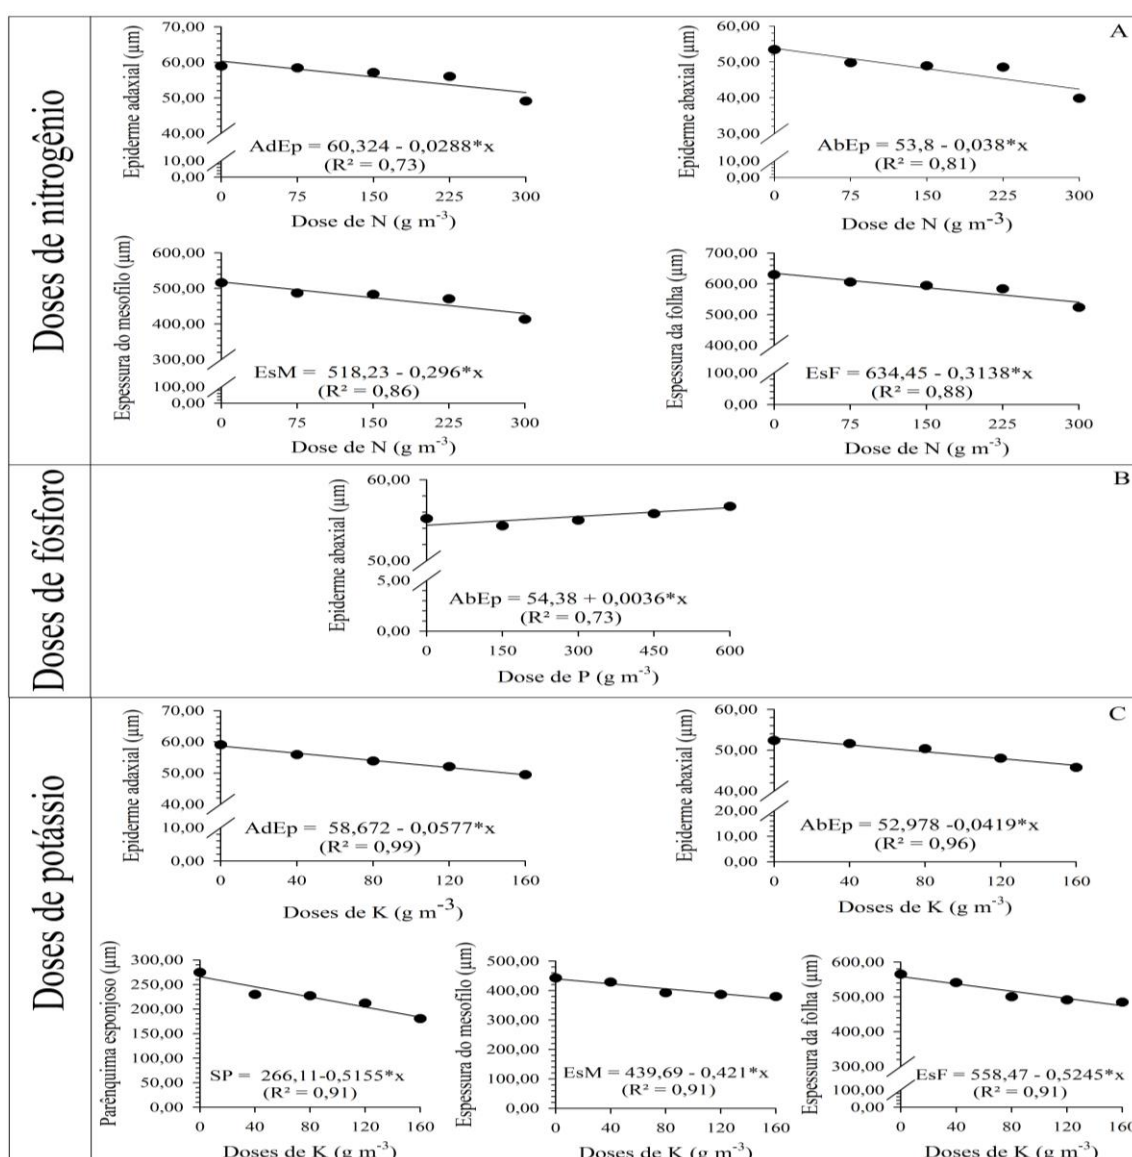 Doses de nitrogênio
A
Epiderme adaxial (µm)
70,00
60,00
50,00
40,00
10,00
0,00
AdEp = 60,324 - 0,0288*x
(R² = 0,73)
0 75 150 225 300
Dose de N (g m⁻³)
Epiderme abaxial (µm)
60,00
50,00
40,00
30,00
10,00
0,00
AbEp = 53,8 - 0,038*x
(R² = 0,81)
0 75 150 225 300
Dose de N (g m⁻³)
Espessura do mesofilo (µm)
600,00
500,00
400,00
300,00
100,00
0,00
EsM = 518,23 - 0,296*x
(R² = 0,86)
0 75 150 225 300
Dose de N (g m⁻³)
Espessura da folha (µm)
700,00
600,00
500,00
400,00
100,00
0,00
EsF = 634,45 - 0,3138*x
(R² = 0,88)
0 75 150 225 300
Dose de N (g m⁻³)
Doses de fósforo
B
Epiderme abaxial (µm)
60,00
50,00
5,00
0,00
AbEp = 54,38 + 0,0036*x
(R² = 0,73)
0 150 300 450 600
Dose de P (g m⁻³)
Doses de potássio
C
Epiderme adaxial (µm)
70,00
60,00
50,00
40,00
10,00
0,00
AdEp = 58,672 - 0,0577*x
(R² = 0,99)
0 40 80 120 160
Doses de K (g m⁻³)
Epiderme abaxial (µm)
60,00
50,00
40,00
20,00
10,00
0,00
AbEp = 52,978 -0,0419*x
(R² = 0,96)
0 40 80 120 160
Doses de K (g m⁻³)
Parênquima esponjoso (µm)
300,00
250,00
200,00
150,00
100,00
50,00
0,00
SP = 266,11-0,5155*x
(R² = 0,91)
0 40 80 120 160
Doses de K (g m⁻³)
Espessura do mesofilo (µm)
500,00
400,00
300,00
200,00
100,00
0,00
EsM = 439,69 - 0,421*x
(R² = 0,91)
0 40 80 120 160
Doses de K (g m⁻³)
Espessura da folha (µm)
600,00
500,00
400,00
300,00
100,00
0,00
EsF = 558,47 - 0,5245*x
(R² = 0,91)
0 40 80 120 160
Doses de K (g m⁻³)